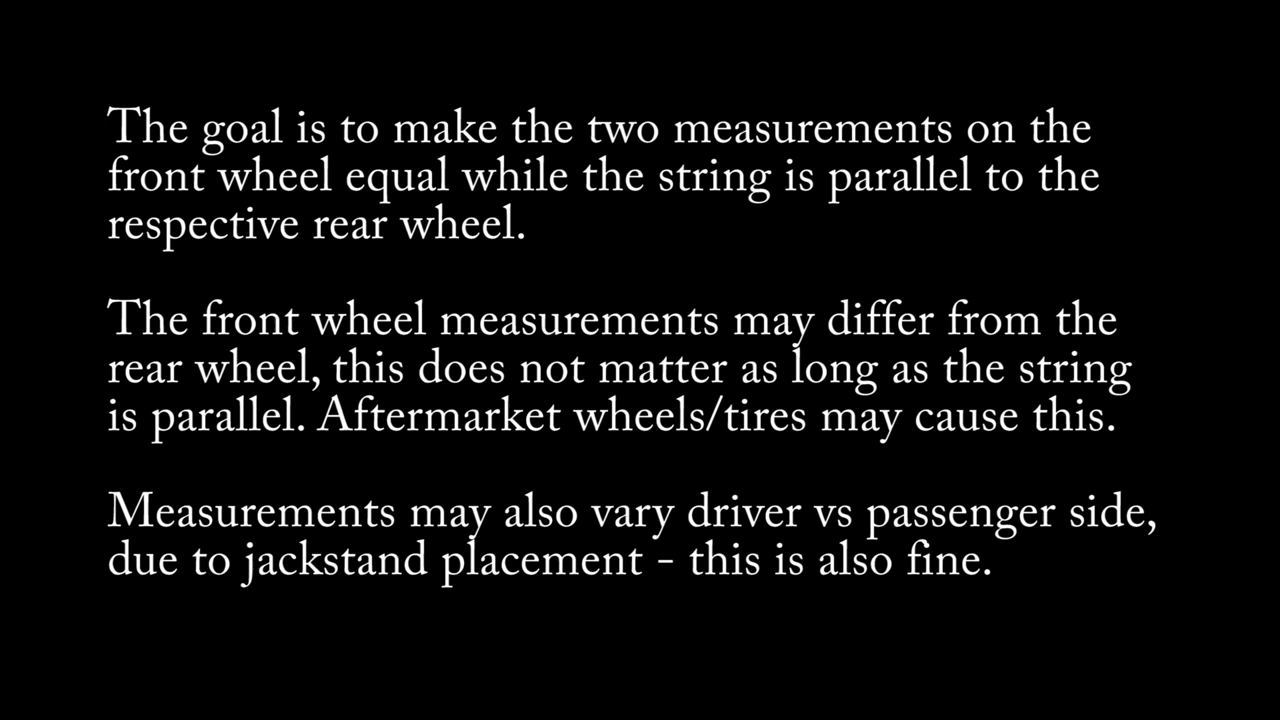 The goal is to make the two measurements on the
front wheel equal while the string is parallel to the
respective rear wheel.
The front wheel measurements may differ from the
rear wheel, this does not matter as long as the string
is parallel. Aftermarket wheels/tires may cause this.
Measurements may also vary driver vs passenger side,
due to jackstand placement - this is also fine.